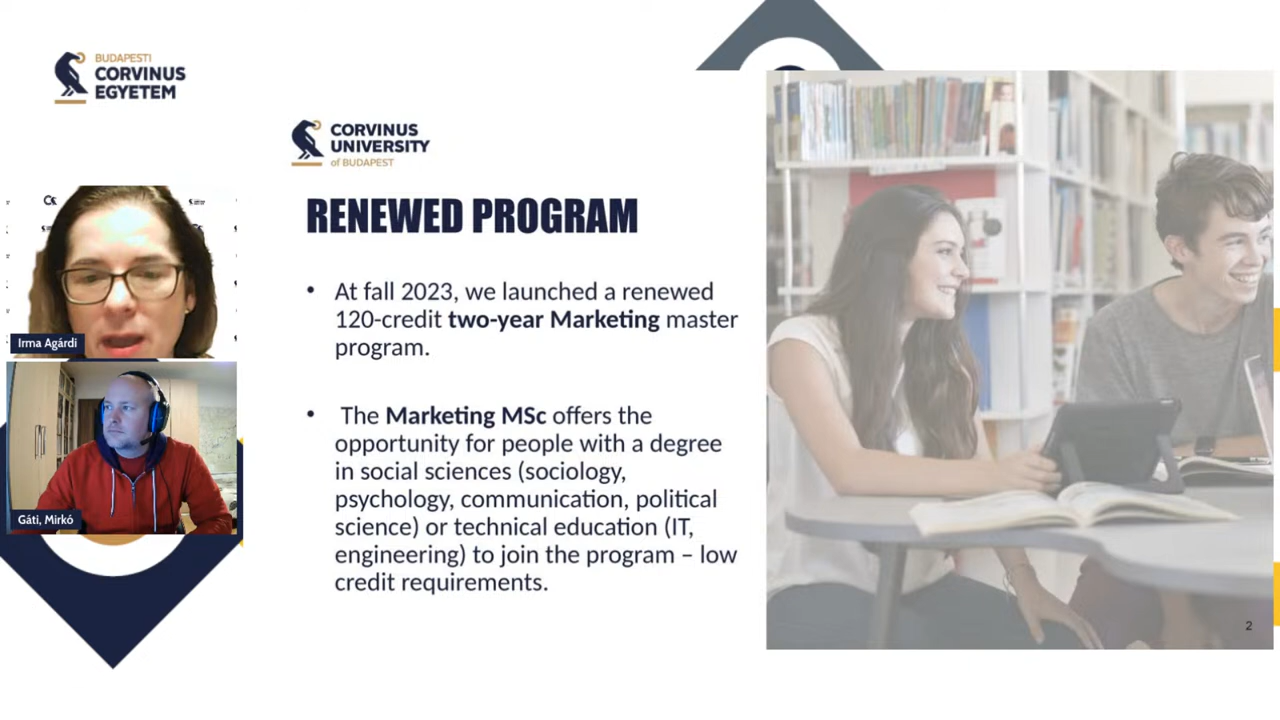 BUDAPESTI
CORVINUS
EGYETEM
CORVINUS
UNIVERSITY
of BUDAPEST
Irma Agárdi
Gáti, Mirkó
RENEWED PROGRAM
• At fall 2023, we launched a renewed
120-credit two-year Marketing master
program.
• The Marketing MSc offers the
opportunity for people with a degree
in social sciences (sociology,
psychology, communication, political
science) or technical education (IT,
engineering) to join the program – low
credit requirements.
2